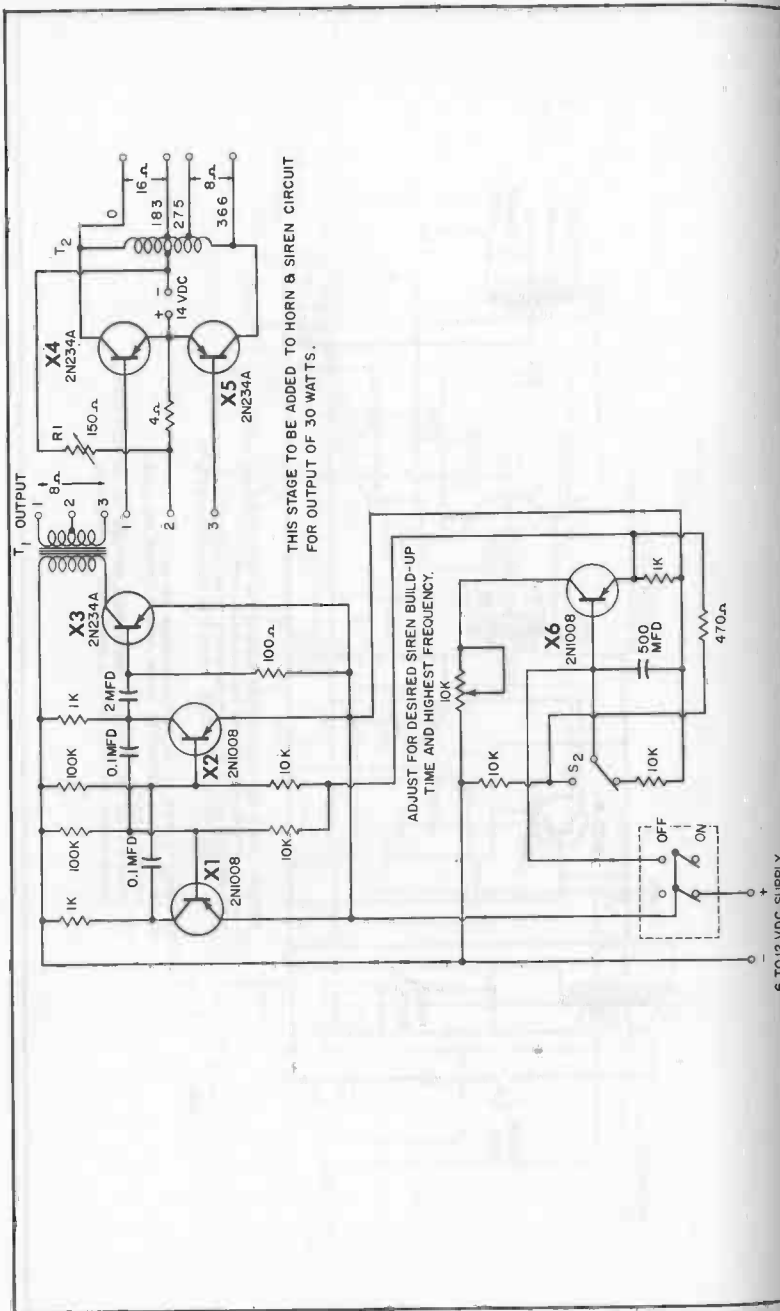 T1 OUTPUT
1
8Ω
2
3
R1
150Ω
X4
2N234A
T2
0
16Ω
183
275
8Ω
366
+
-
14 VDC
4Ω
X5
2N234A
1
2
3
THIS STAGE TO BE ADDED TO HORN & SIREN CIRCUIT
FOR OUTPUT OF 30 WATTS.
X3
2N234A
2 MFD
100Ω
1K
0.1 MFD
100K
X2
2N1008
10K
100K
0.1 MFD
10K
1K
X1
2N1008
ADJUST FOR DESIRED SIREN BUILD-UP
TIME AND HIGHEST FREQUENCY.
10K
X6
2N1008
1K
500
MFD
470Ω
10K
S2
10K
OFF
ON
-
+
6 TO 12 VDC SUPPLY